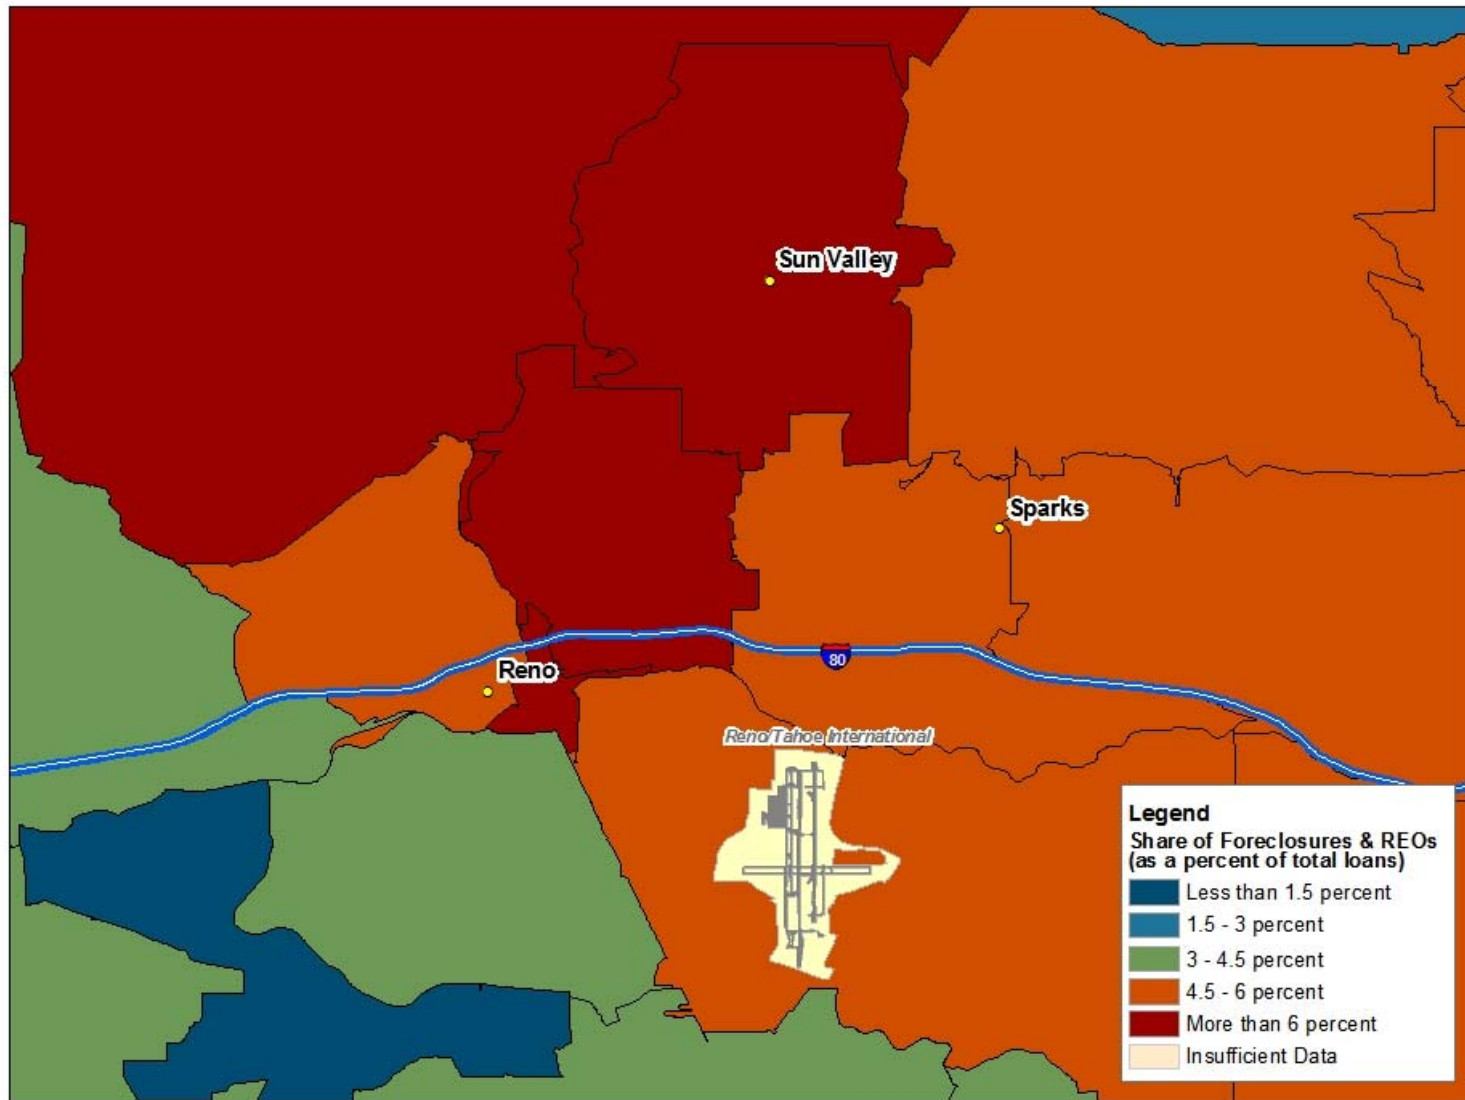 Sun Valley
Sparks
80
Reno
Reno/Tahoe International
Legend
Share of Foreclosures & REOs
(as a percent of total loans)
Less than 1.5 percent
1.5 - 3 percent
3 - 4.5 percent
4.5 - 6 percent
More than 6 percent
Insufficient Data